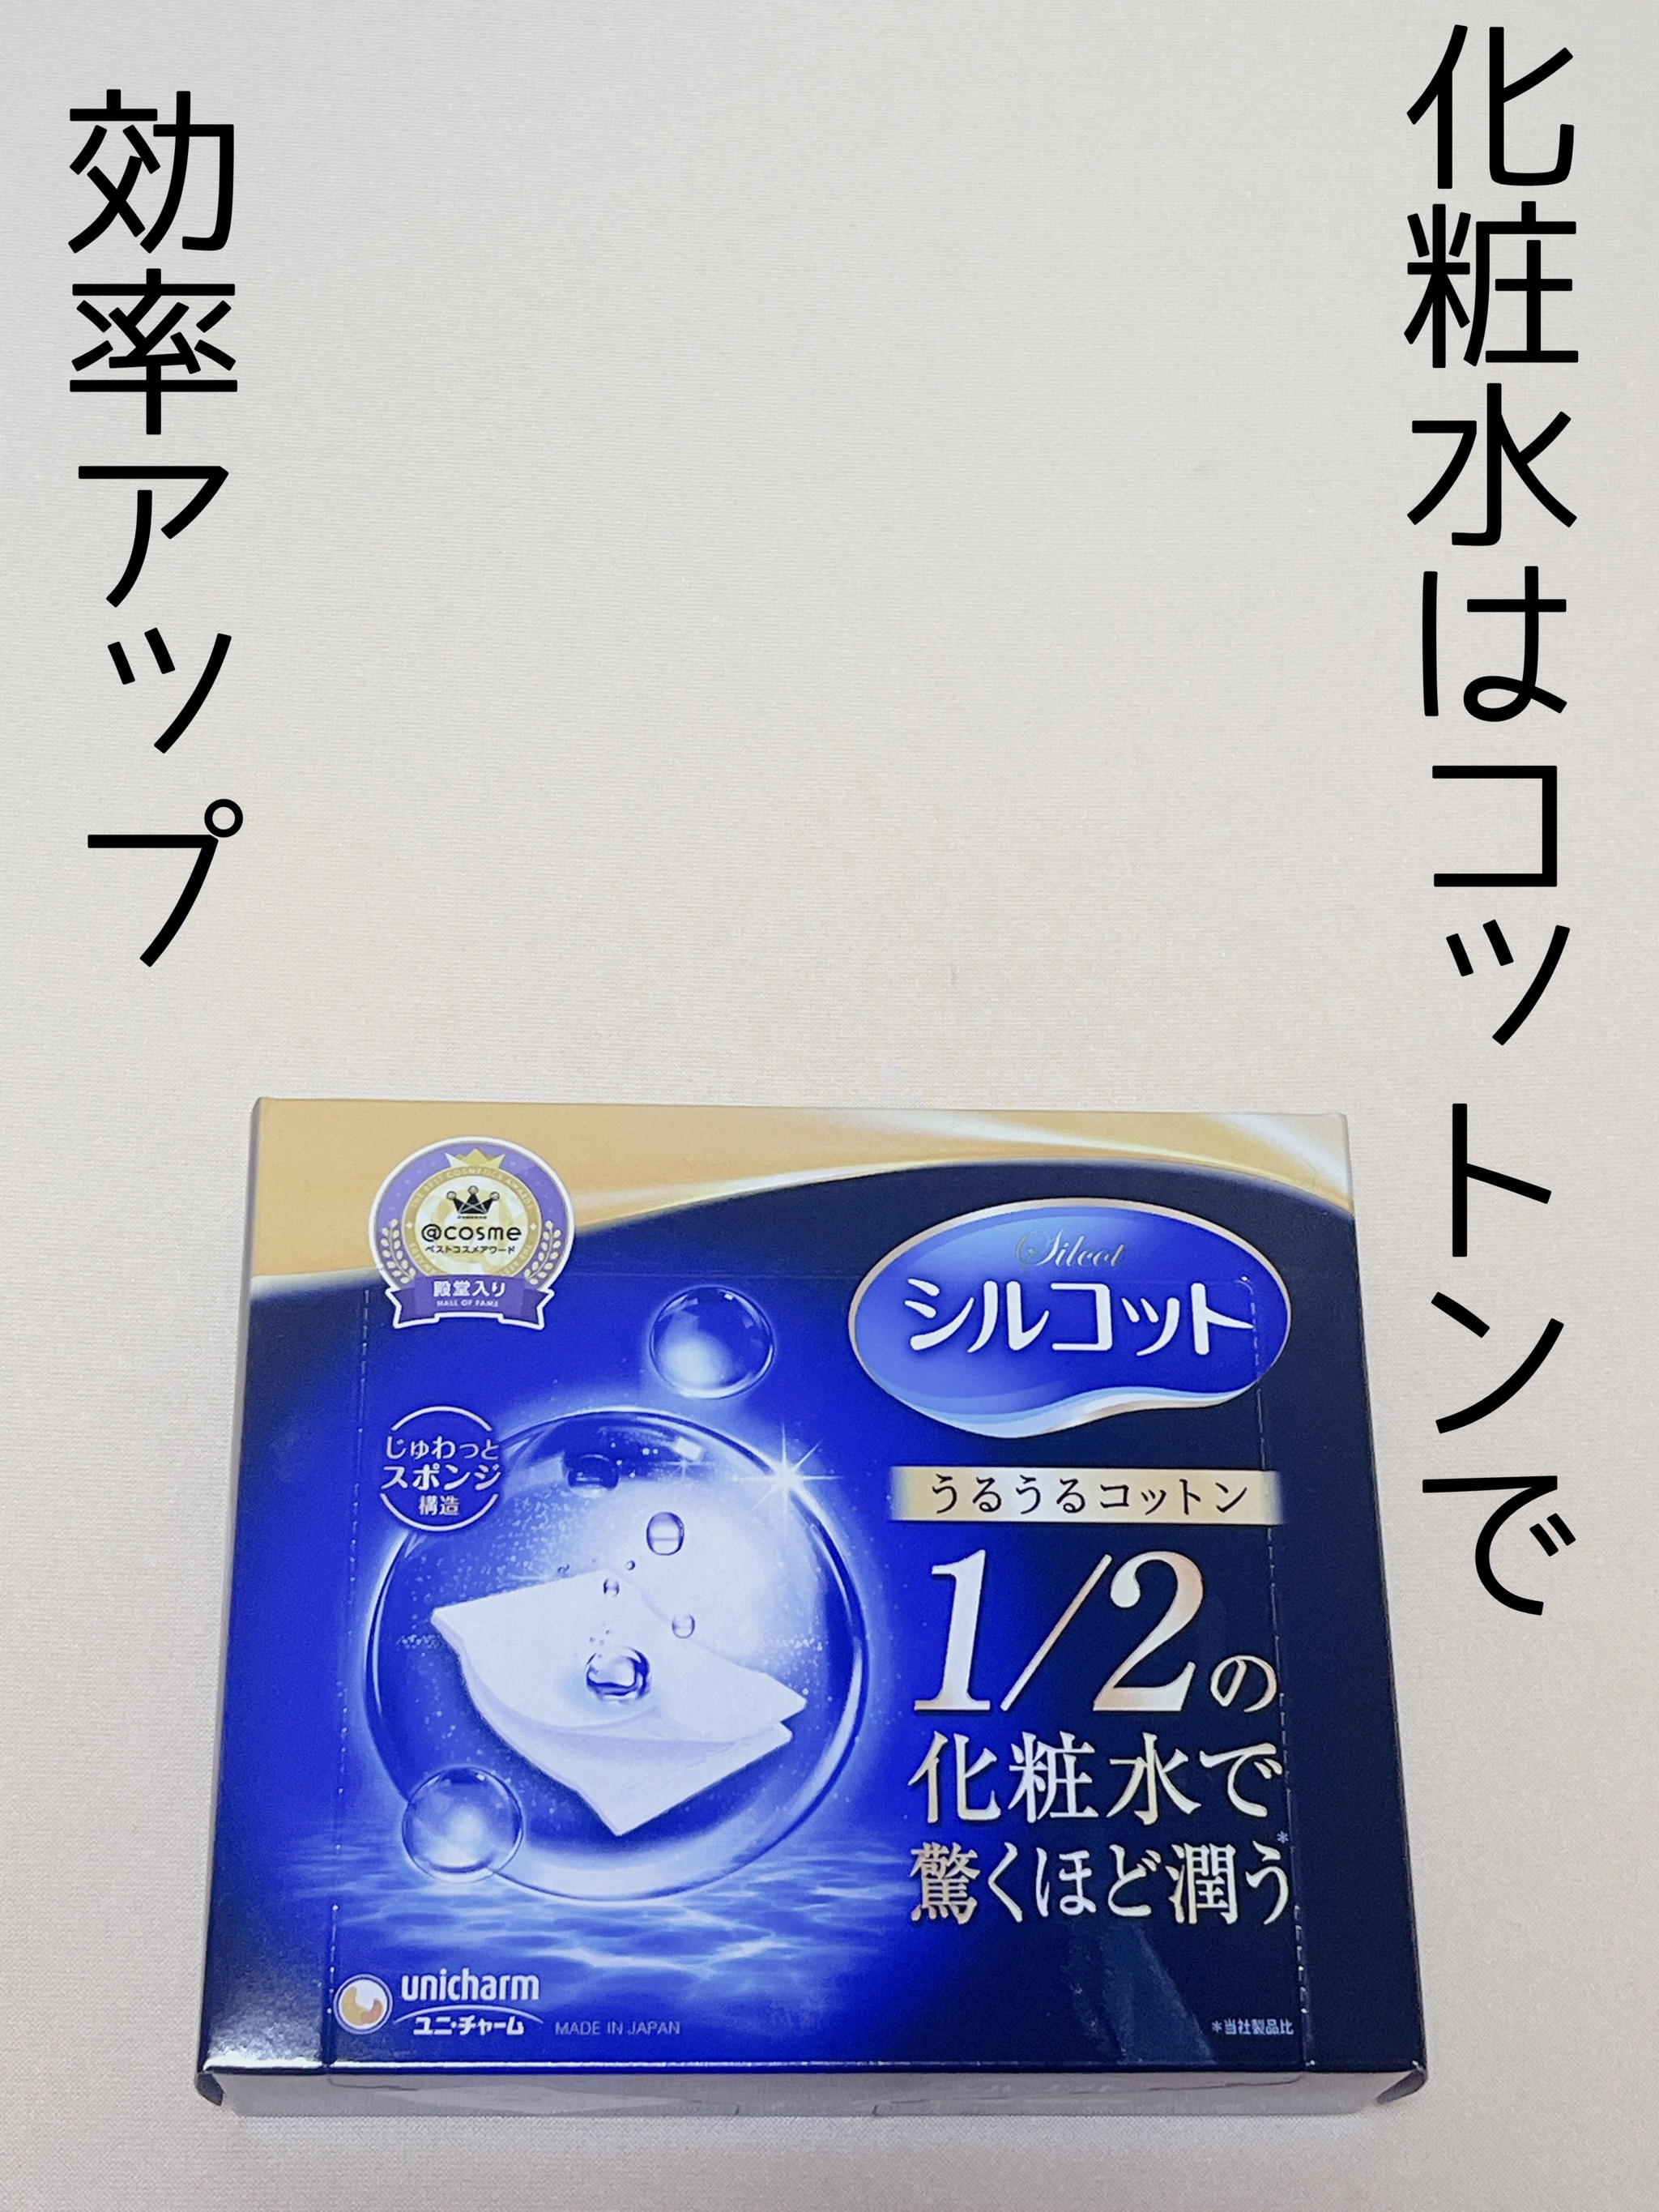 化粧水はコットンで
効率アップ
@cosme
ベストコスメアワード
殿堂入り
HALL OF FAME
Silcot
シルコット
じゅわっと
スポンジ
構造
うるうるコットン
1/2の
化粧水で
驚くほど潤う*
unicharm
ユニ・チャーム
MADE IN JAPAN
*当社製品比